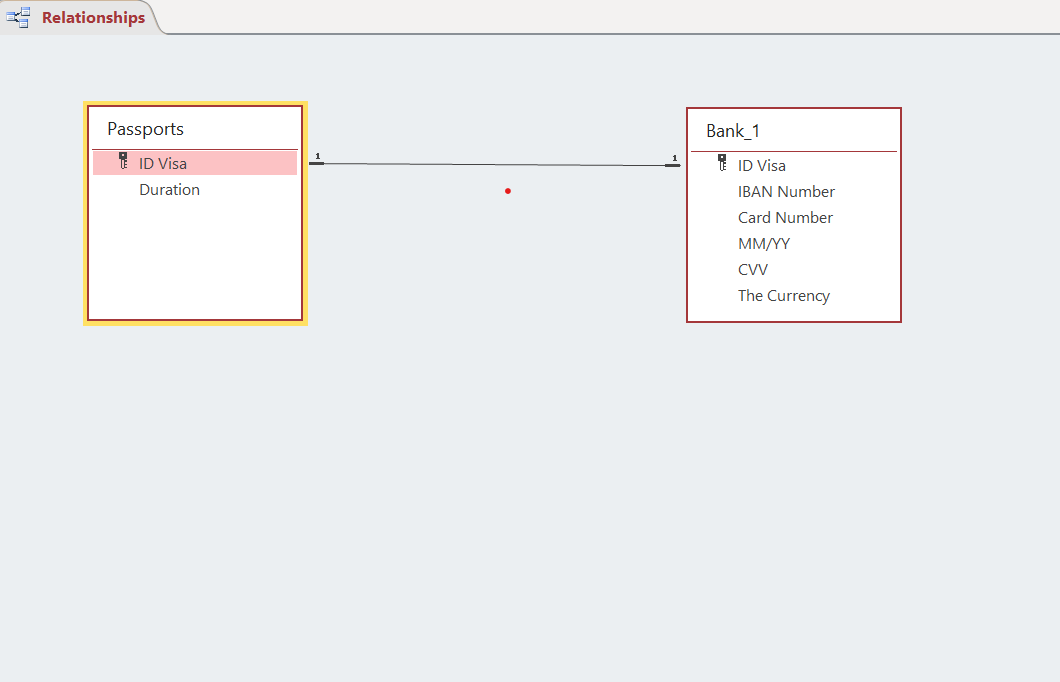 Relationships
Passports
ID Visa
Duration
1
1
Bank_1
ID Visa
IBAN Number
Card Number
MM/YY
CVV
The Currency